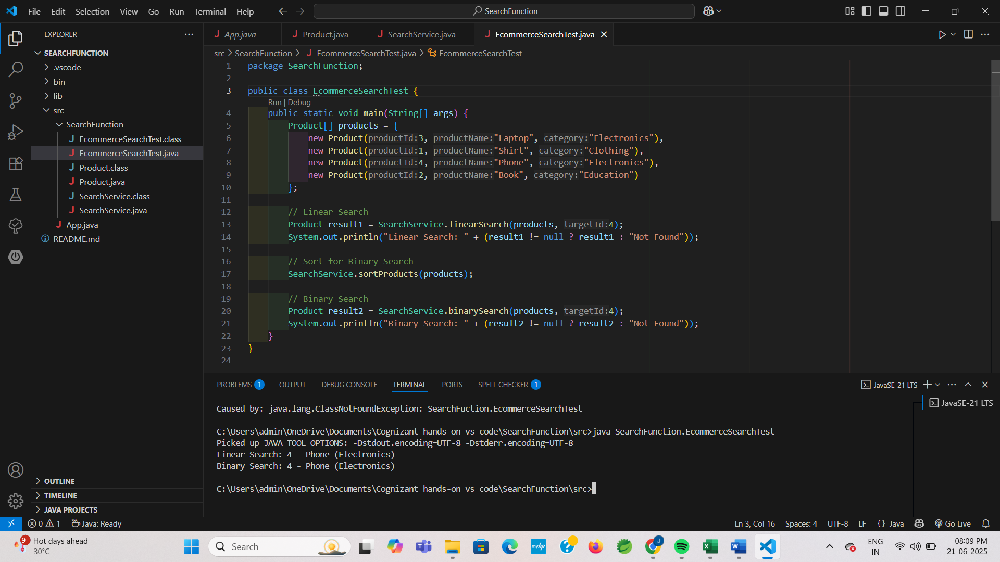 File Edit Selection View Go Run Terminal Help
SearchFunction
EXPLORER
SEARCHFUNCTION
.vscode
bin
lib
src
SearchFunction
EcommerceSearchTest.class
EcommerceSearchTest.java
Product.class
Product.java
SearchService.class
SearchService.java
App.java
README.md
OUTLINE
TIMELINE
JAVA PROJECTS
App.java Product.java SearchService.java EcommerceSearchTest.java
src > SearchFunction > EcommerceSearchTest.java > EcommerceSearchTest
1 package SearchFunction;
2
3 public class EcommerceSearchTest {
Run | Debug
4 public static void main(String[] args) {
5 Product[] products = {
6 new Product(productId:3, productName:"Laptop", category:"Electronics"),
7 new Product(productId:1, productName:"Shirt", category:"Clothing"),
8 new Product(productId:4, productName:"Phone", category:"Electronics"),
9 new Product(productId:2, productName:"Book", category:"Education")
10 };
11
12 // Linear Search
13 Product result1 = SearchService.linearSearch(products, targetId:4);
14 System.out.println("Linear Search: " + (result1 != null ? result1 : "Not Found"));
15
16 // Sort for Binary Search
17 SearchService.sortProducts(products);
18
19 // Binary Search
20 Product result2 = SearchService.binarySearch(products, targetId:4);
21 System.out.println("Binary Search: " + (result2 != null ? result2 : "Not Found"));
22 }
23 }
24
PROBLEMS 1 OUTPUT DEBUG CONSOLE TERMINAL PORTS SPELL CHECKER 1
JavaSE-21 LTS
JavaSE-21 LTS
Caused by: java.lang.ClassNotFoundException: SearchFuction.EcommerceSearchTest
C:\Users\admin\OneDrive\Documents\Cognizant hands-on vs code\SearchFunction\src>java SearchFunction.EcommerceSearchTest
Picked up JAVA_TOOL_OPTIONS: -Dstdout.encoding=UTF-8 -Dstderr.encoding=UTF-8
Linear Search: 4 - Phone (Electronics)
Binary Search: 4 - Phone (Electronics)
C:\Users\admin\OneDrive\Documents\Cognizant hands-on vs code\SearchFunction\src>
0 1 Java: Ready
Ln 3, Col 16 Spaces: 4 UTF-8 LF {} Java Go Live
9+ Hot days ahead
30°C
Search
myhp
J
ENG
IN
08:09 PM
21-06-2025